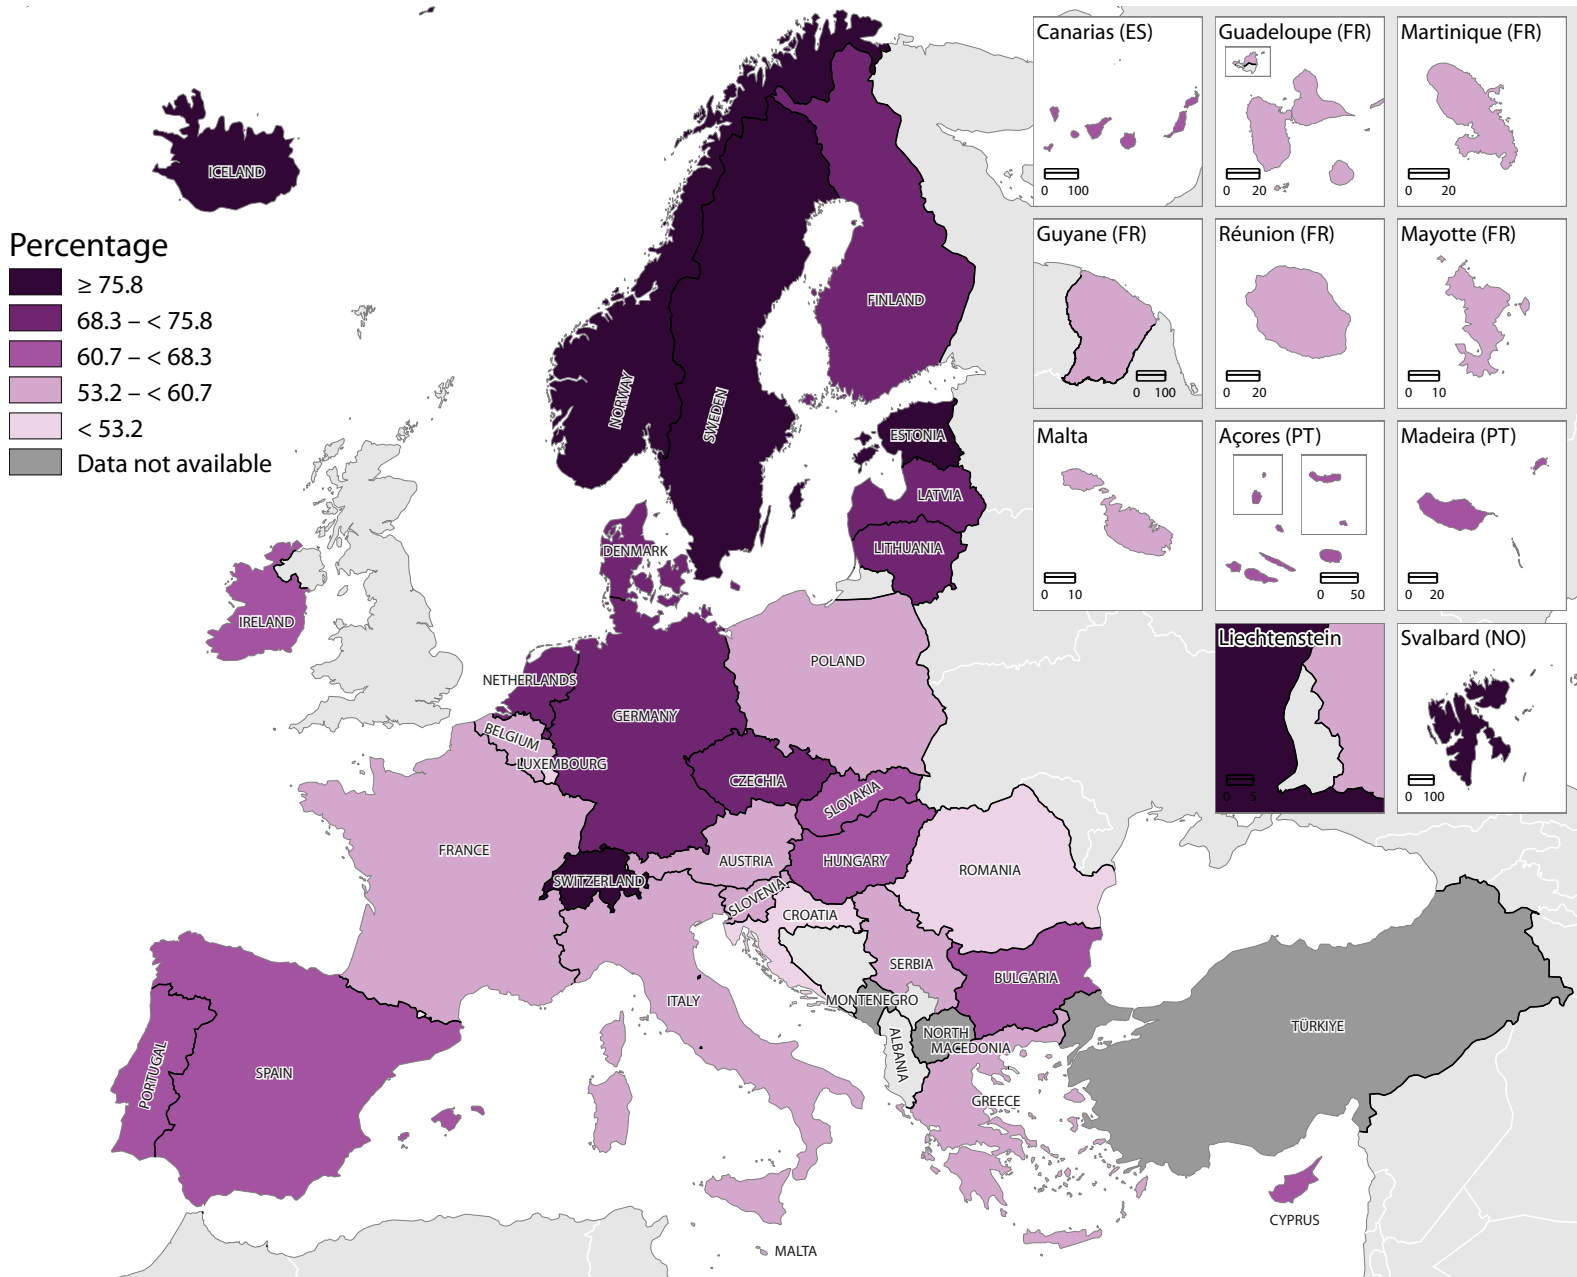 Percentage
≥ 75.8
68.3 – < 75.8
60.7 – < 68.3
53.2 – < 60.7
< 53.2
Data not available
ICELAND
NORWAY
SWEDEN
FINLAND
ESTONIA
LATVIA
LITHUANIA
DENMARK
IRELAND
NETHERLANDS
BELGIUM
LUXEMBOURG
GERMANY
POLAND
CZECHIA
SLOVAKIA
FRANCE
SWITZERLAND
AUSTRIA
HUNGARY
SLOVENIA
CROATIA
ROMANIA
SERBIA
BULGARIA
MONTENEGRO
NORTH
MACEDONIA
ALBANIA
ITALY
GREECE
TÜRKIYE
PORTUGAL
SPAIN
MALTA
CYPRUS
Canarias (ES)
0 100
Guadeloupe (FR)
0 20
Martinique (FR)
0 20
Guyane (FR)
0 100
Réunion (FR)
0 20
Mayotte (FR)
0 10
Malta
0 10
Açores (PT)
0 50
Madeira (PT)
0 20
Liechtenstein
0 5
Svalbard (NO)
0 100